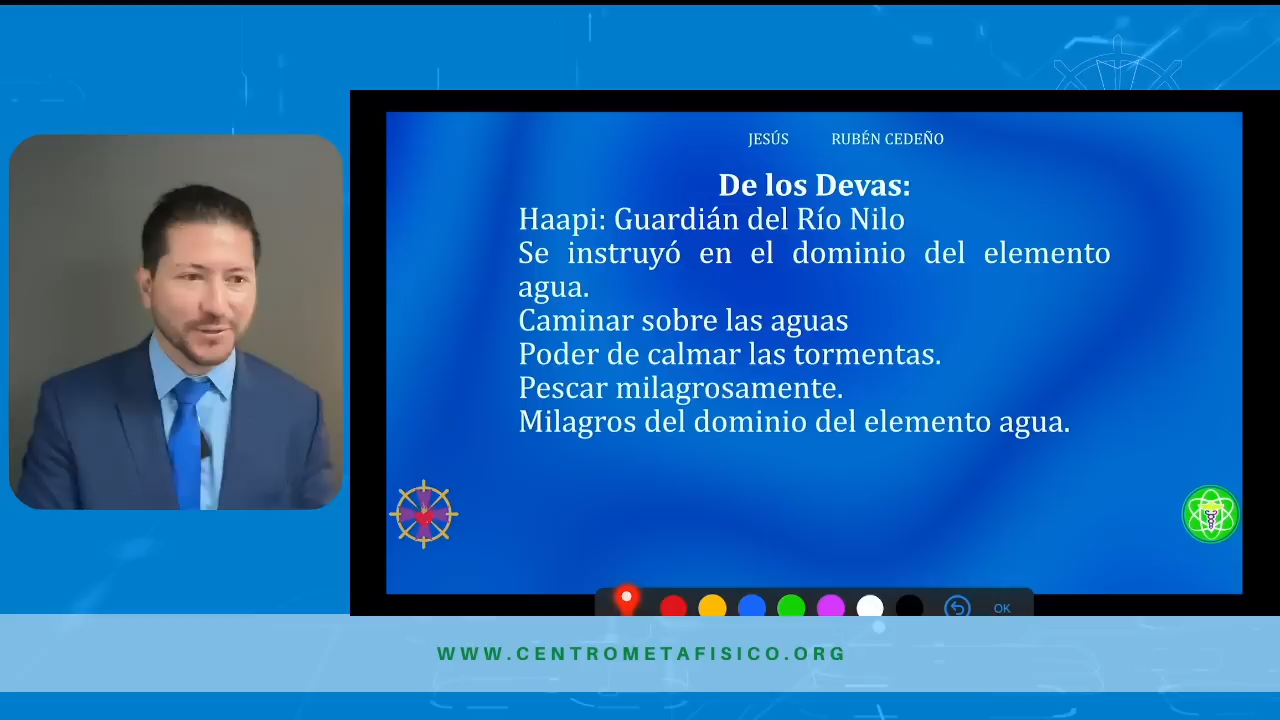 JESÚS RUBÉN CEDEÑO
De los Devas:
Haapi: Guardián del Río Nilo
Se instruyó en el dominio del elemento
agua.
Caminar sobre las aguas
Poder de calmar las tormentas.
Pescar milagrosamente.
Milagros del dominio del elemento agua.
OK
WWW.CENTROMETAFISICO.ORG